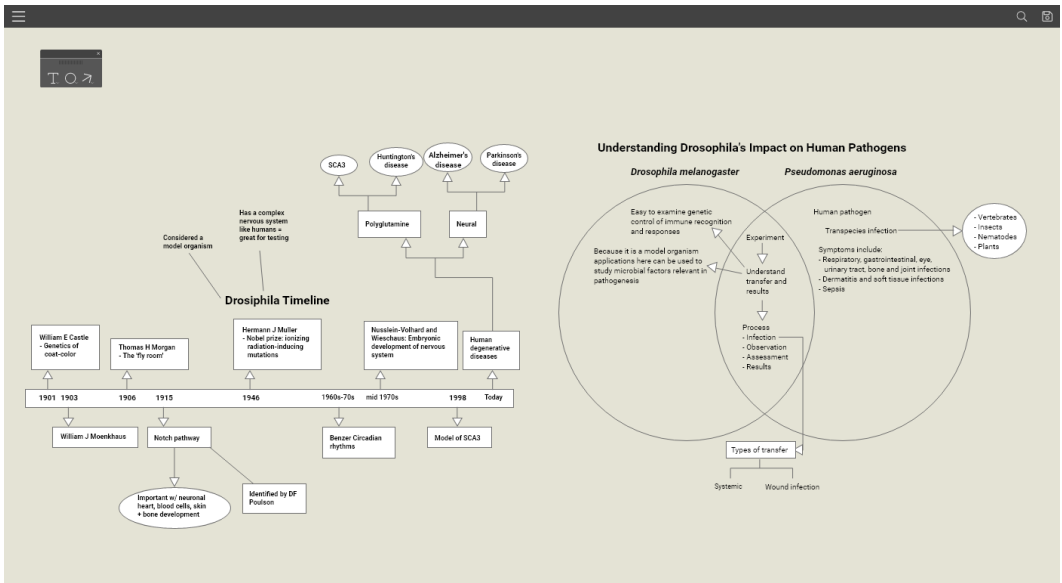 T O
SCA3
Huntington's
disease
Alzheimer's
disease
Parkinson's
disease
Polyglutamine
Neural
Has a complex
nervous system
like humans =
great for testing
Considered a
model organism
Drosiphila Timeline
William E Castle
- Genetics of
coat-color
Thomas H Morgan
- The 'fly room'
Hermann J Muller
- Nobel prize: ionizing
radiation-inducing
mutations
Nusslein-Volhard and
Wieschaus: Embryonic
development of nervous
system
Human
degenerative
diseases
1901 1903 1906 1915 1946 1960s-70s mid 1970s 1998 Today
William J Moenkhaus
Notch pathway
Benzer Circadian
rhythms
Model of SCA3
Important w/ neuronal
heart, blood cells, skin
+ bone development
Identified by DF
Poulson
Understanding Drosophila's Impact on Human Pathogens
Drosophila melanogaster
Pseudomonas aeruginosa
Easy to examine genetic
control of immune recognition
and responses
Because it is a model organism
applications here can be used to
study microbial factors relevant in
pathogenesis
Experiment
Understand
transfer and
results
Process
- Infection
- Observation
- Assessment
- Results
Human pathogen
Transpecies infection
Symptoms include:
- Respiratory, gastrointestinal, eye,
urinary tract, bone and joint infections
- Dermatitis and soft tissue infections
- Sepsis
- Vertebrates
- Insects
- Nematodes
- Plants
Types of transfer
Systemic
Wound infection